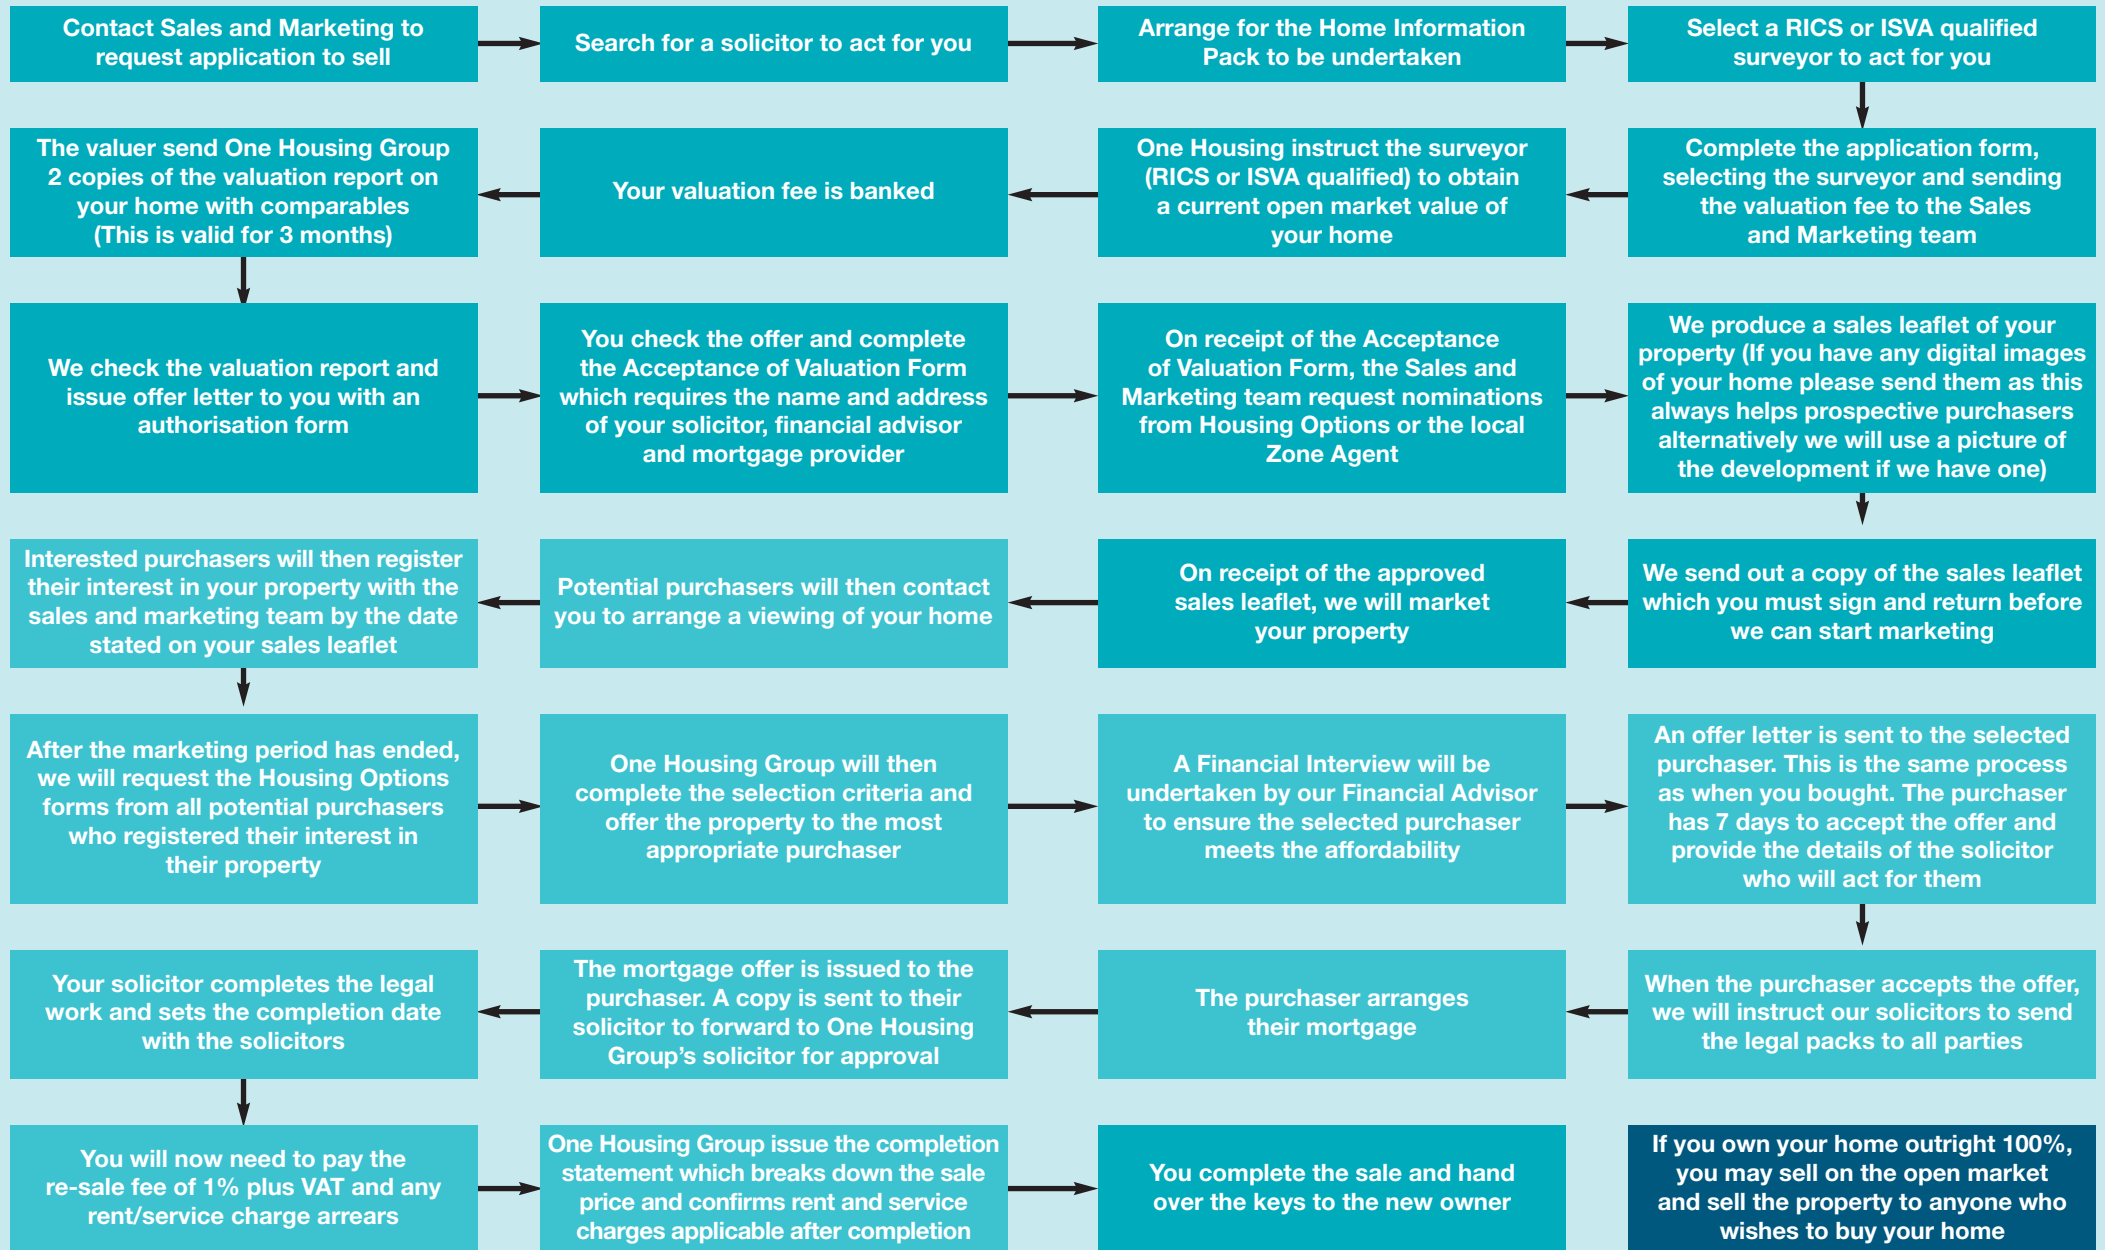 Contact Sales and Marketing to
request application to sell
Search for a solicitor to act for you
Arrange for the Home Information
Pack to be undertaken
Select a RICS or ISVA qualified
surveyor to act for you
Complete the application form,
selecting the surveyor and sending
the valuation fee to the Sales
and Marketing team
One Housing instruct the surveyor
(RICS or ISVA qualified) to obtain
a current open market value of
your home
Your valuation fee is banked
The valuer send One Housing Group
2 copies of the valuation report on
your home with comparables
(This is valid for 3 months)
We check the valuation report and
issue offer letter to you with an
authorisation form
You check the offer and complete
the Acceptance of Valuation Form
which requires the name and address
of your solicitor, financial advisor
and mortgage provider
On receipt of the Acceptance
of Valuation Form, the Sales and
Marketing team request nominations
from Housing Options or the local
Zone Agent
We produce a sales leaflet of your
property (If you have any digital images
of your home please send them as this
always helps prospective purchasers
alternatively we will use a picture of
the development if we have one)
We send out a copy of the sales leaflet
which you must sign and return before
we can start marketing
On receipt of the approved
sales leaflet, we will market
your property
Potential purchasers will then contact
you to arrange a viewing of your home
Interested purchasers will then register
their interest in your property with the
sales and marketing team by the date
stated on your sales leaflet
After the marketing period has ended,
we will request the Housing Options
forms from all potential purchasers
who registered their interest in
their property
One Housing Group will then
complete the selection criteria and
offer the property to the most
appropriate purchaser
A Financial Interview will be
undertaken by our Financial Advisor
to ensure the selected purchaser
meets the affordability
An offer letter is sent to the selected
purchaser. This is the same process
as when you bought. The purchaser
has 7 days to accept the offer and
provide the details of the solicitor
who will act for them
When the purchaser accepts the offer,
we will instruct our solicitors to send
the legal packs to all parties
The purchaser arranges
their mortgage
The mortgage offer is issued to the
purchaser. A copy is sent to their
solicitor to forward to One Housing
Group’s solicitor for approval
Your solicitor completes the legal
work and sets the completion date
with the solicitors
You will now need to pay the
re-sale fee of 1% plus VAT and any
rent/service charge arrears
One Housing Group issue the completion
statement which breaks down the sale
price and confirms rent and service
charges applicable after completion
You complete the sale and hand
over the keys to the new owner
If you own your home outright 100%,
you may sell on the open market
and sell the property to anyone who
wishes to buy your home